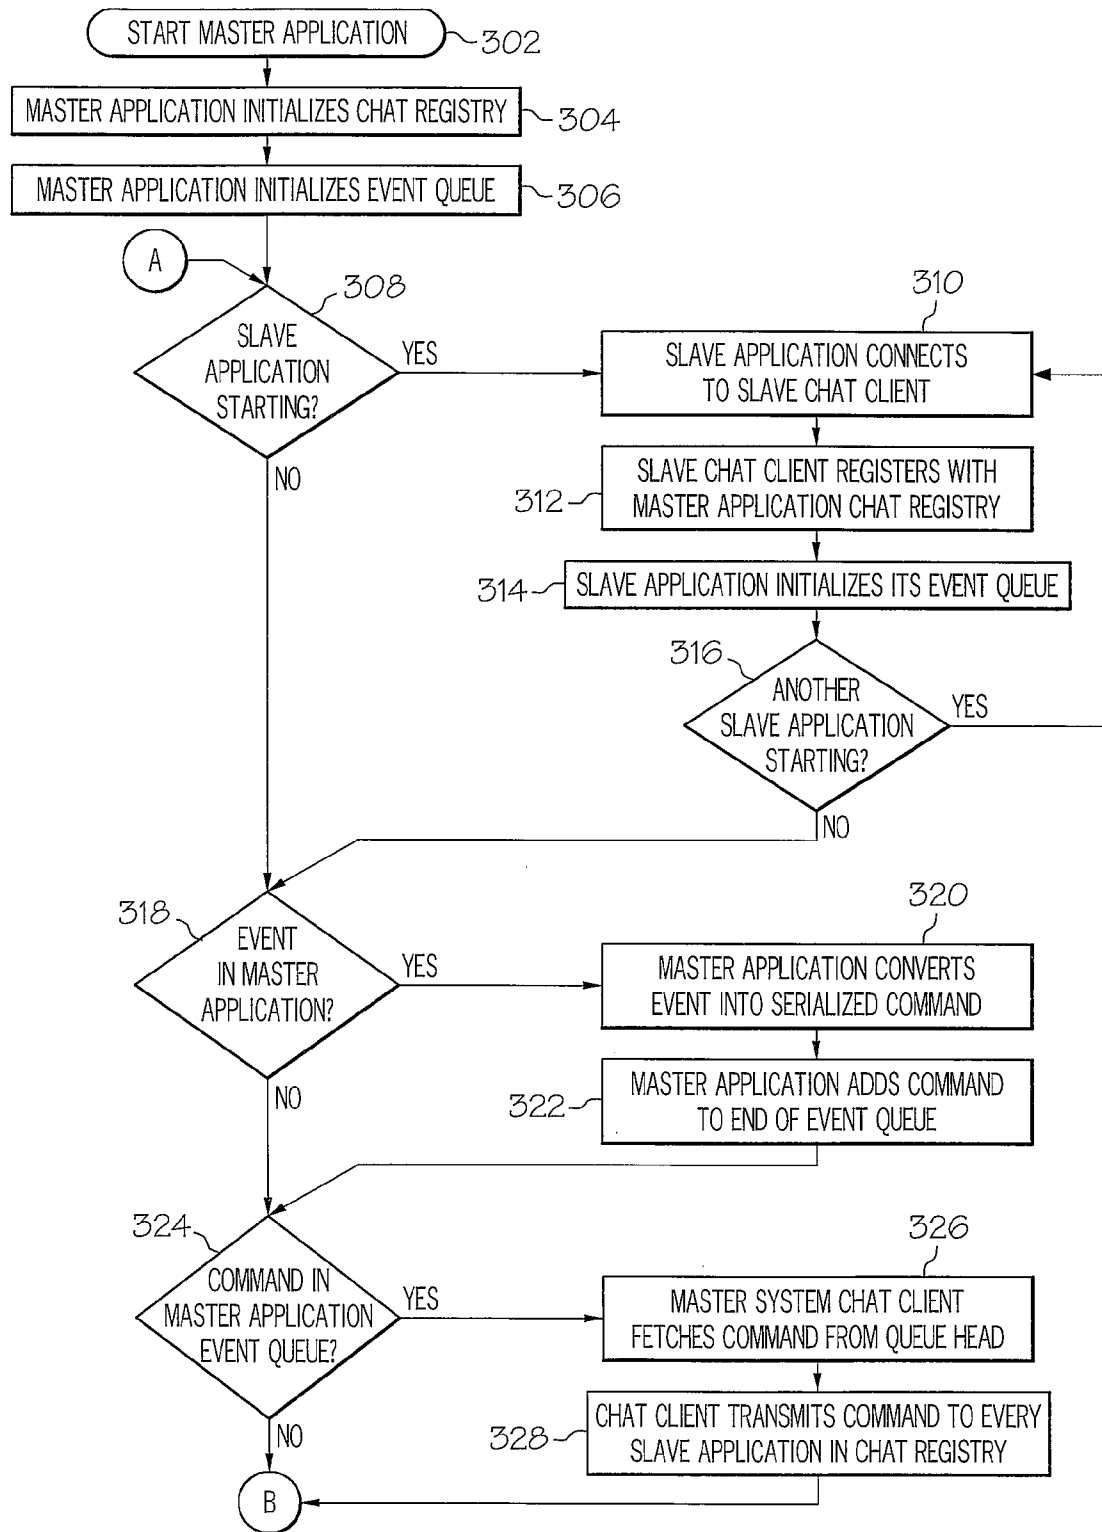 START MASTER APPLICATION
302
MASTER APPLICATION INITIALIZES CHAT REGISTRY
304
MASTER APPLICATION INITIALIZES EVENT QUEUE
306
A
308
SLAVE
APPLICATION
STARTING?
YES
NO
310
SLAVE APPLICATION CONNECTS
TO SLAVE CHAT CLIENT
312
SLAVE CHAT CLIENT REGISTERS WITH
MASTER APPLICATION CHAT REGISTRY
314
SLAVE APPLICATION INITIALIZES ITS EVENT QUEUE
316
ANOTHER
SLAVE APPLICATION
STARTING?
YES
NO
318
EVENT
IN MASTER
APPLICATION?
YES
NO
320
MASTER APPLICATION CONVERTS
EVENT INTO SERIALIZED COMMAND
322
MASTER APPLICATION ADDS COMMAND
TO END OF EVENT QUEUE
324
COMMAND IN
MASTER APPLICATION
EVENT QUEUE?
YES
NO
326
MASTER SYSTEM CHAT CLIENT
FETCHES COMMAND FROM QUEUE HEAD
328
CHAT CLIENT TRANSMITS COMMAND TO EVERY
SLAVE APPLICATION IN CHAT REGISTRY
B